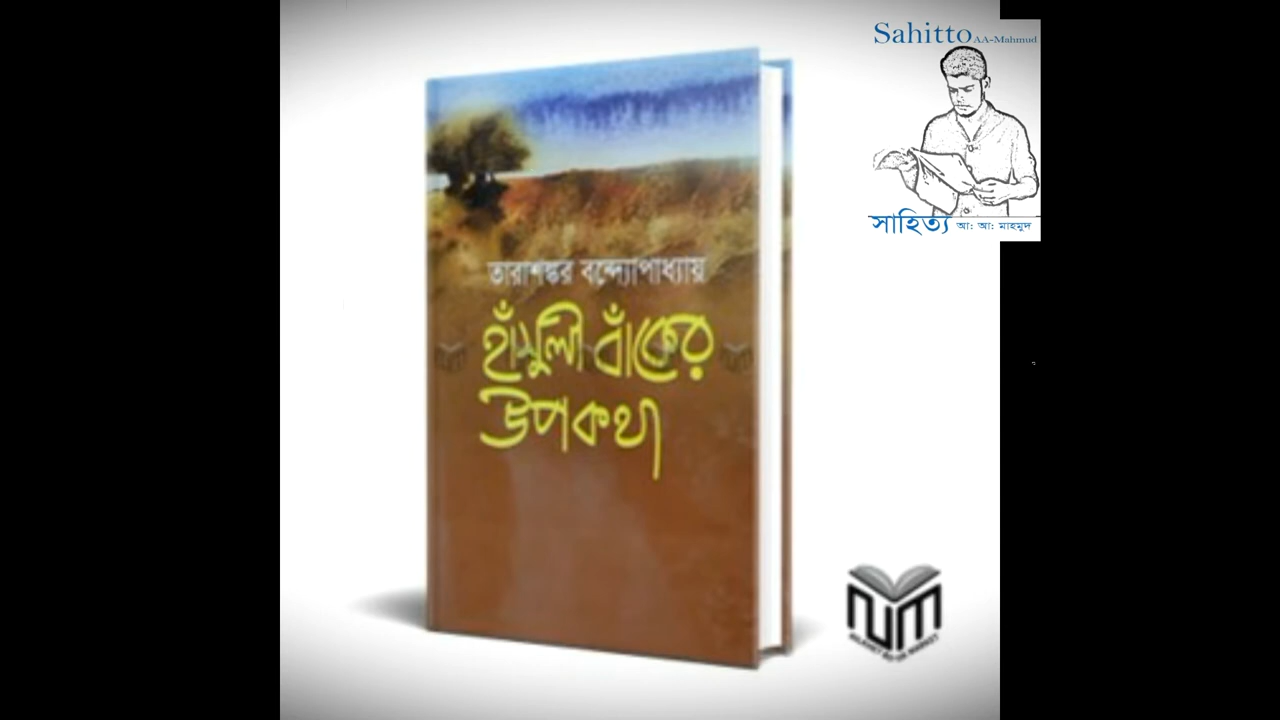 Sahitto AA-Mahmud
সাহিত্য আ: আ: মাহমুদ
তারাশঙ্কর বন্দ্যোপাধ্যায়
হাঁসুলী বাঁকের
উপকথা